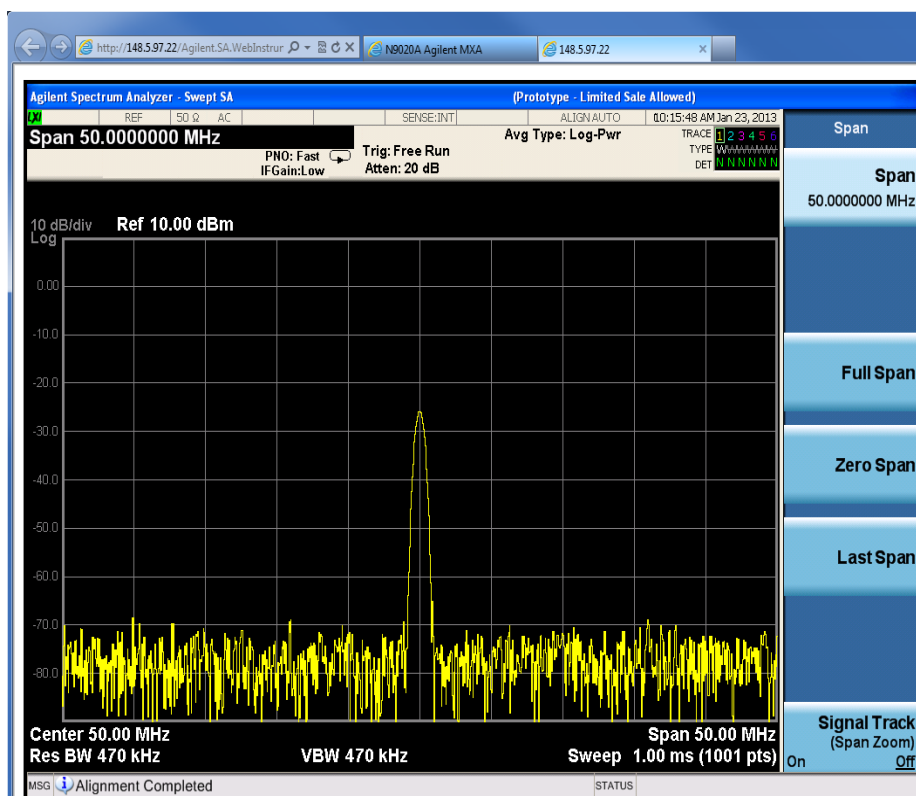 http://148.5.97.22/Agilent.SA.WebInstrur
N9020A Agilent MXA
148.5.97.22
Agilent Spectrum Analyzer - Swept SA
(Prototype - Limited Sale Allowed)
LXI
REF
50 Ω
AC
SENSE:INT
ALIGN AUTO
10:15:48 AM Jan 23, 2013
Span
Span 50.0000000 MHz
PNO: Fast
IFGain:Low
Trig: Free Run
Atten: 20 dB
Avg Type: Log-Pwr
TRACE 1 2 3 4 5 6
TYPE
DET N N N N N N
Span
50.0000000 MHz
10 dB/div
Log
Ref 10.00 dBm
0.00
-10.0
-20.0
-30.0
-40.0
-50.0
-60.0
-70.0
-80.0
Full Span
Zero Span
Last Span
Signal Track
(Span Zoom)
On
Off
Center 50.00 MHz
Span 50.00 MHz
Res BW 470 kHz
VBW 470 kHz
Sweep 1.00 ms (1001 pts)
MSG
Alignment Completed
STATUS